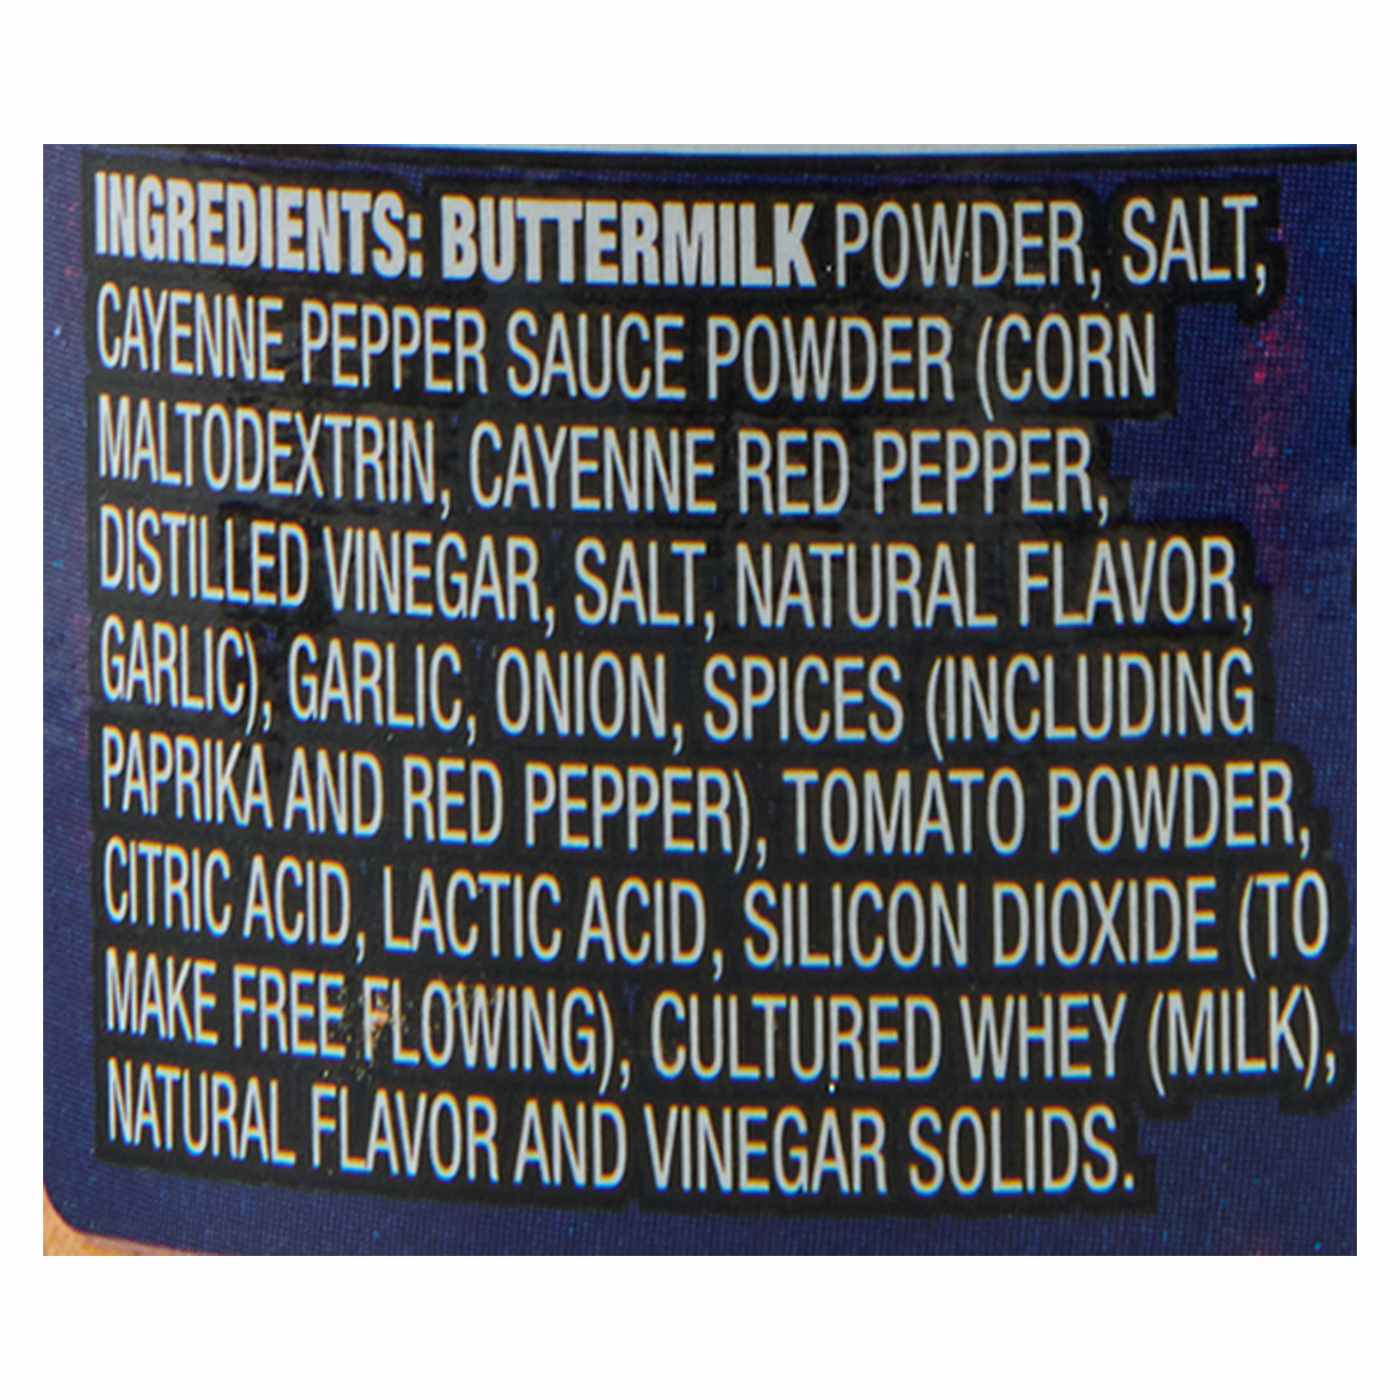 INGREDIENTS: BUTTERMILK POWDER, SALT,
CAYENNE PEPPER SAUCE POWDER (CORN
MALTODEXTRIN, CAYENNE RED PEPPER,
DISTILLED VINEGAR, SALT, NATURAL FLAVOR,
GARLIC), GARLIC, ONION, SPICES (INCLUDING
PAPRIKA AND RED PEPPER), TOMATO POWDER,
CITRIC ACID, LACTIC ACID, SILICON DIOXIDE (TO
MAKE FREE FLOWING), CULTURED WHEY (MILK),
NATURAL FLAVOR AND VINEGAR SOLIDS.